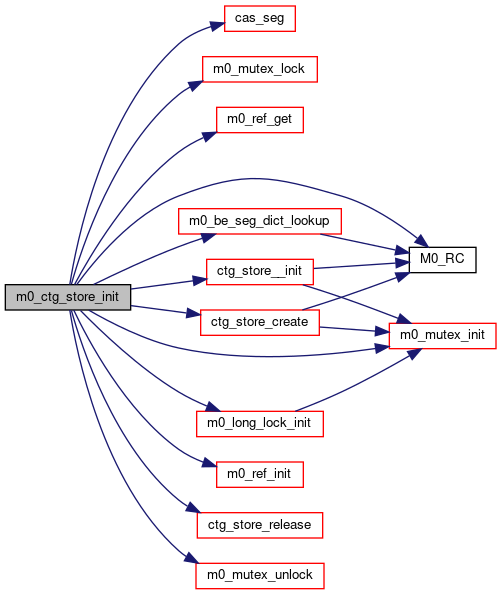 cas_seg
m0_mutex_lock
m0_ref_get
m0_be_seg_dict_lookup
M0_RC
ctg_store__init
m0_ctg_store_init
ctg_store_create
m0_mutex_init
m0_long_lock_init
m0_ref_init
ctg_store_release
m0_mutex_unlock